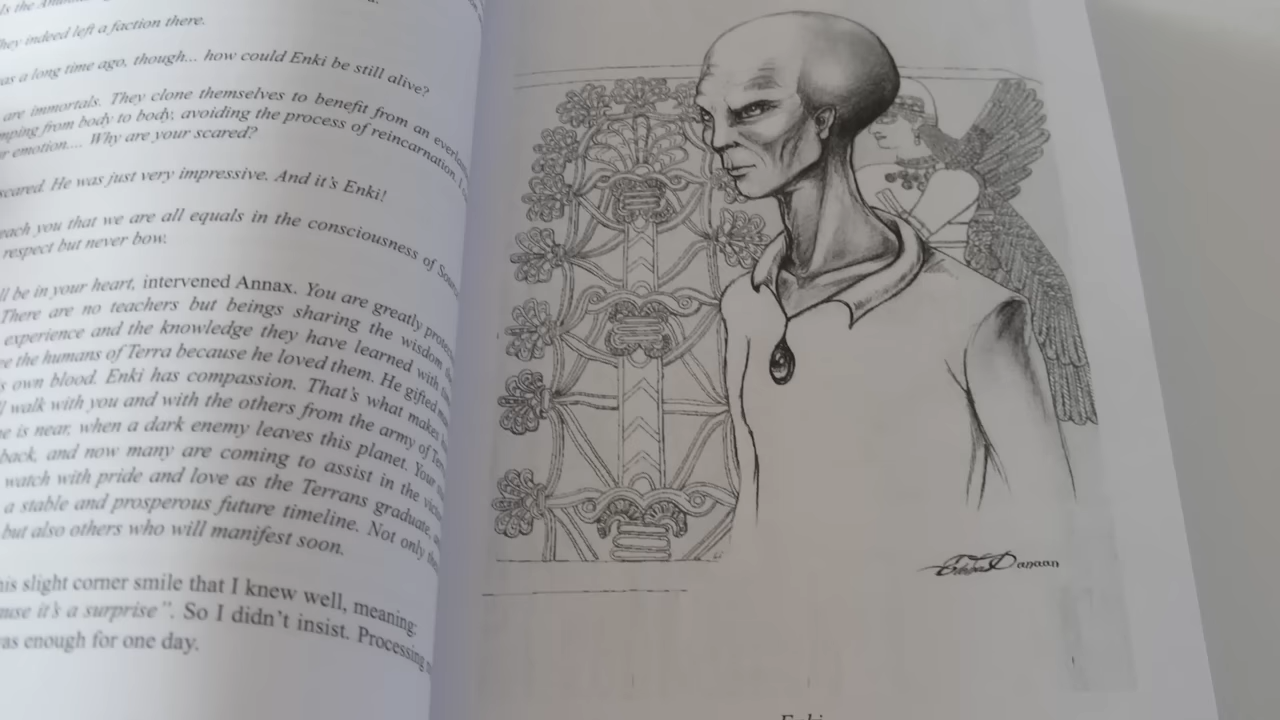 Is the
They indeed left a faction there.
as a long time ago, though... how could Enki be still alive?
are immortals. They clone themselves to benefit from an
mping from body to body, avoiding the process of reincarnation. I
r emotion.... Why are your scared?
scared. He was just very impressive. And it's Enki!
each you that we are all equals in the consciousness of
respect but never bow.
ll be in your heart, intervened Annax. You are greatly
There are no teachers but beings sharing the wisdom
experience and the knowledge they have learned with
ee the humans of Terra because he loved them. He gifted
s own blood. Enki has compassion. That's what makes
l walk with you and with the others from the army of
e is near, when a dark enemy leaves this planet. Your
back, and now many are coming to assist in the
watch with pride and love as the Terrans graduate,
a stable and prosperous future timeline. Not only
but also others who will manifest soon.
his slight corner smile that I knew well, meaning:
use it's a surprise". So I didn't insist. Processing
as enough for one day.
Danaan
Enki